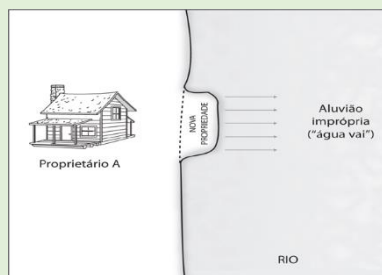 Proprietário A
NOVA
PROPRIEDADE
Aluvião
imprópria
("água vai")
RIO